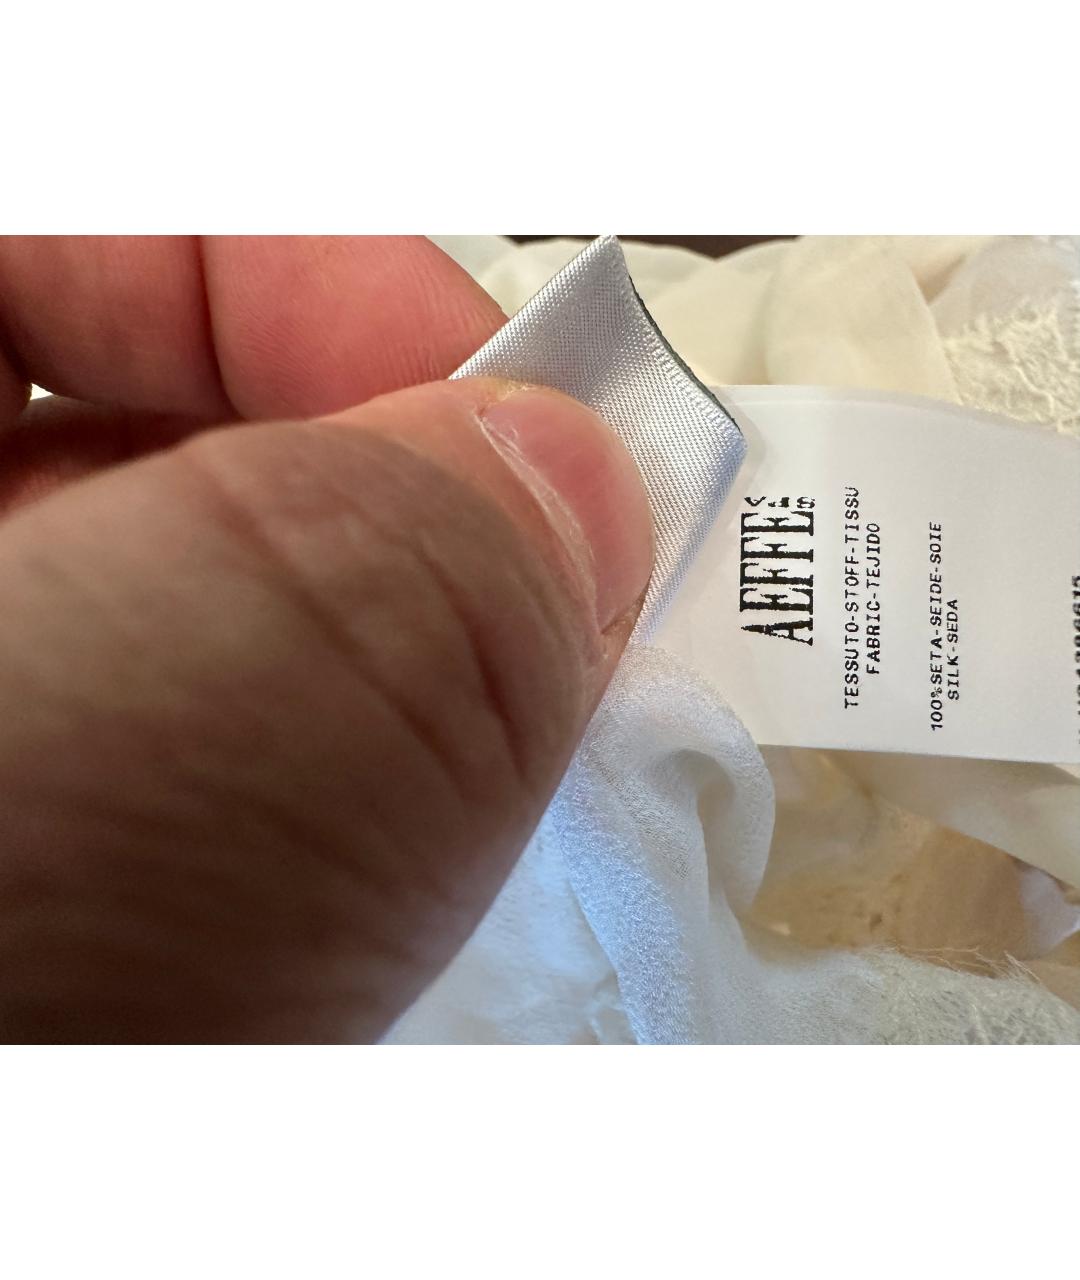 AEFFE
TESSUTO-STOFF-TISSU
FABRIC-TEJIDO
100%SETA-SEIDE-SOIE
SILK-SEDA